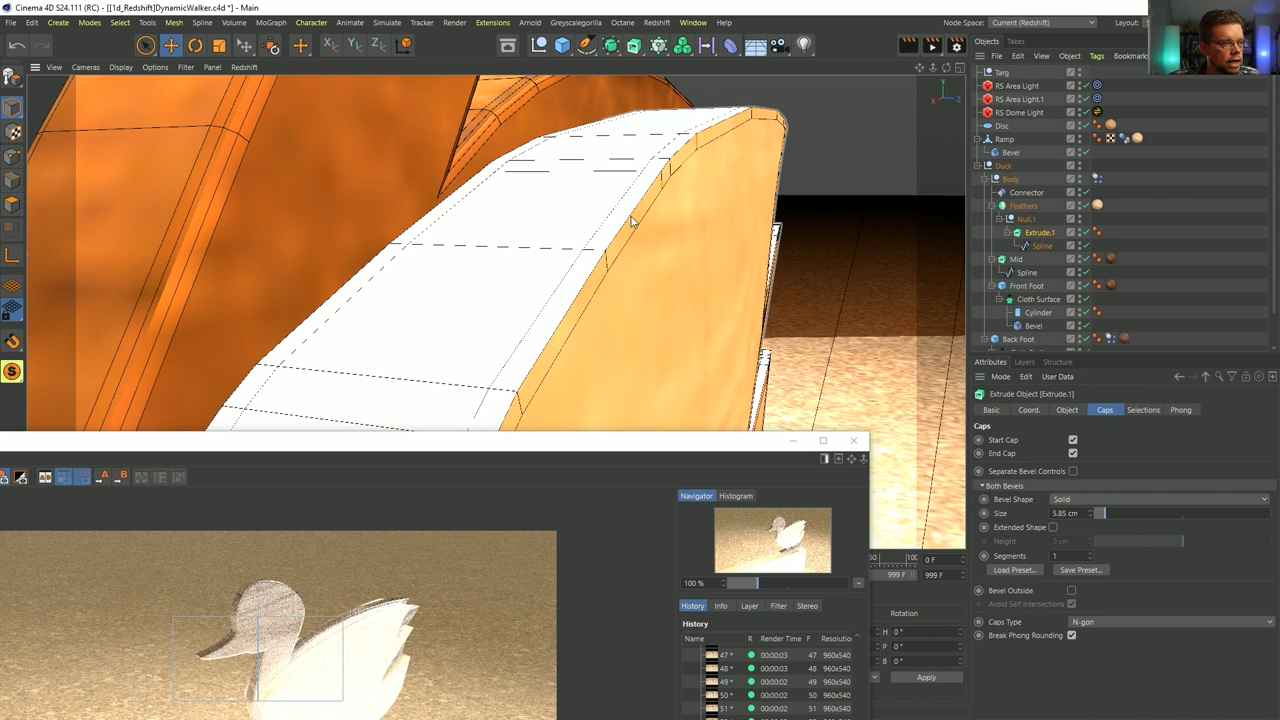 Cinema 4D S24.111 (RC) - [[1d_Redshift]DynamicWalker.c4d *] - Main
File Create Modes Select Tools Mesh Spline Volume MoGraph Character Animate Simulate Tracker Render Extensions Arnold Greyscalegorilla Octane Redshift Window Help Node Space: Current (Redshift) Layout:
View Cameras Display Options Filter Panel Redshift
Objects Takes
File Edit View Object Tags Bookmarks
Targ
RS Area Light
RS Area Light.1
RS Dome Light
Disc
Ramp
Bevel
Duck
Body
Connector
Feathers
Null.1
Extrude.1
Spline
Mid
Spline
Front Foot
Cloth Surface
Cylinder
Bevel
Back Foot
Y
X Z
Attributes Layers Structure
Mode Edit User Data
Extrude Object [Extrude.1]
Basic Coord. Object Caps Selections Phong
Caps
Start Cap
End Cap
Separate Bevel Controls
Both Bevels
Bevel Shape Solid
Size 5.85 cm
Extended Shape
Height 0 cm
Segments 1
Load Preset... Save Preset...
Bevel Outside
Avoid Self Intersections
Caps Type N-gon
Break Phong Rounding
A B
Navigator Histogram
100 %
History Info Layer Filter Stereo
History
Name R Render Time F Resolutio
47 * 00:00:03 47 960x540
48 * 00:00:03 48 960x540
49 * 00:00:02 49 960x540
50 * 00:00:02 50 960x540
51 * 00:00:02 51 960x540
0 F
999 F 999 F
Rotation
H 0 °
P 0 °
B 0 °
Apply